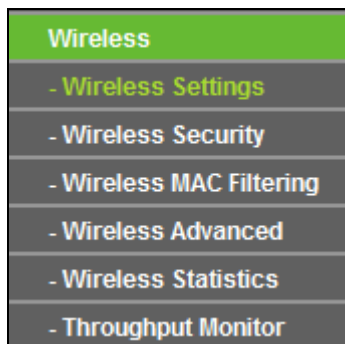 Wireless
- Wireless Settings
- Wireless Security
- Wireless MAC Filtering
- Wireless Advanced
- Wireless Statistics
- Throughput Monitor